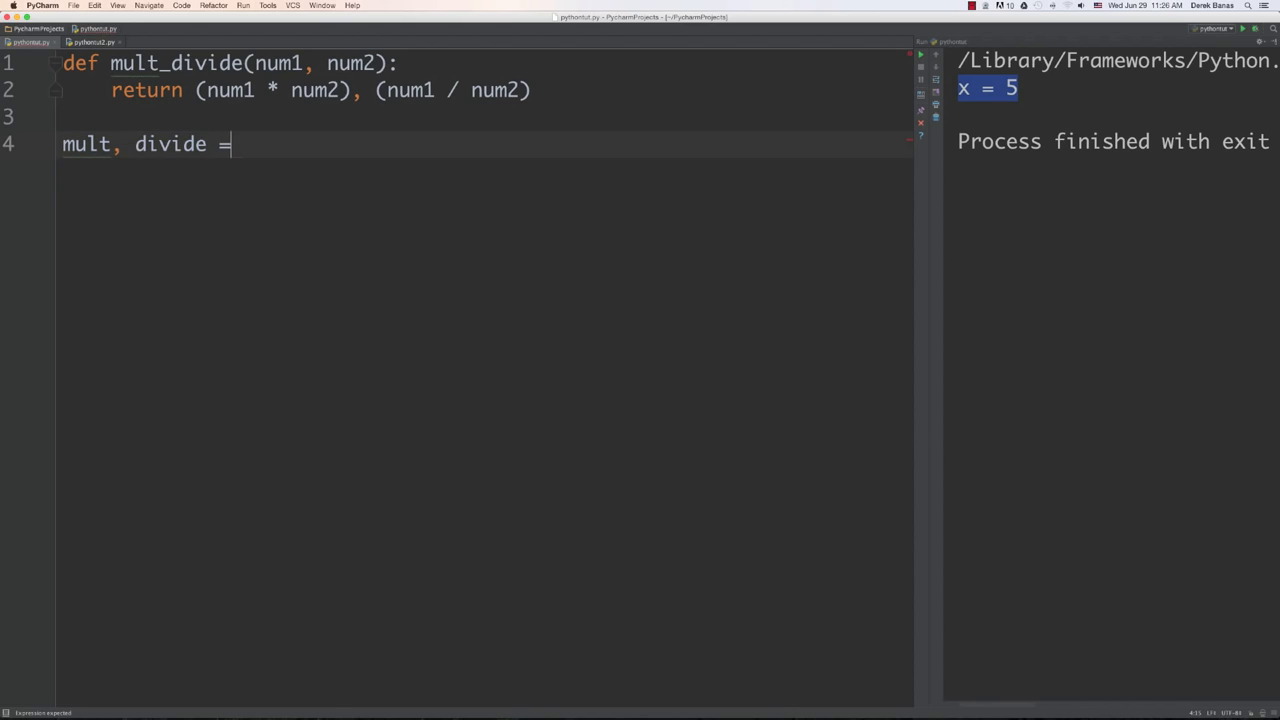 PyCharm File Edit View Navigate Code Refactor Run Tools VCS Window Help 10 Wed Jun 29 11:26 AM Derek Banas
pythontut.py - PycharmProjects - [~/PycharmProjects]
PycharmProjects pythontut.py pythontut
pythontut.py pythontut2.py Run pythontut
1 def mult_divide(num1, num2):
2 return (num1 * num2), (num1 / num2)
3
4 mult, divide =
/Library/Frameworks/Python.
x = 5
Process finished with exit
Expression expected 4:15 LF÷ UTF-8÷